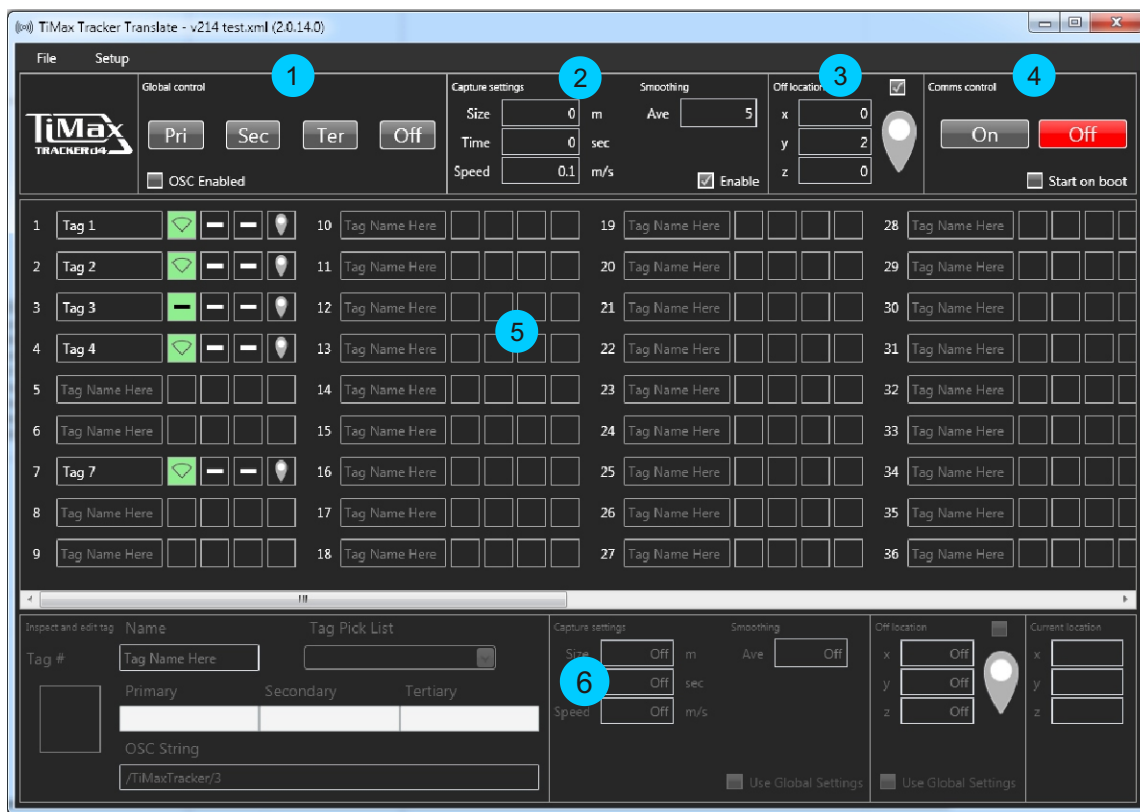 TiMax Tracker Translate - v214 test.xml (2.0.14.0)
File Setup
1 2 3 4
Global control Capture settings Smoothing Off location Comms control
TiMax TRACKERd4
Pri Sec Ter Off
OSC Enabled
Size 0 m Ave 5
Time 0 sec
Speed 0.1 m/s Enable
x 0
y 2
z 0
On Off
Start on boot
1 Tag 1 10 Tag Name Here 19 Tag Name Here 28 Tag Name Here
2 Tag 2 11 Tag Name Here 20 Tag Name Here 29 Tag Name Here
3 Tag 3 12 Tag Name Here 21 Tag Name Here 30 Tag Name Here
5
4 Tag 4 13 Tag Name Here 22 Tag Name Here 31 Tag Name Here
5 Tag Name Here 14 Tag Name Here 23 Tag Name Here 32 Tag Name Here
6 Tag Name Here 15 Tag Name Here 24 Tag Name Here 33 Tag Name Here
7 Tag 7 16 Tag Name Here 25 Tag Name Here 34 Tag Name Here
8 Tag Name Here 17 Tag Name Here 26 Tag Name Here 35 Tag Name Here
9 Tag Name Here 18 Tag Name Here 27 Tag Name Here 36 Tag Name Here
Inspect and edit tag Name Tag Pick List
Tag # Tag Name Here
Primary Secondary Tertiary
OSC String
/TiMaxTracker/3
Capture settings Smoothing
Size Off m Ave Off
6 Off sec
Speed Off m/s
Use Global Settings
Off location
x Off
y Off
z Off
Use Global Settings
Current location
x
y
z